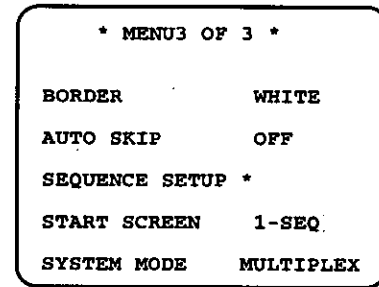 * MENU3 OF 3 *
BORDER WHITE
AUTO SKIP OFF
SEQUENCE SETUP *
START SCREEN 1-SEQ
SYSTEM MODE MULTIPLEX